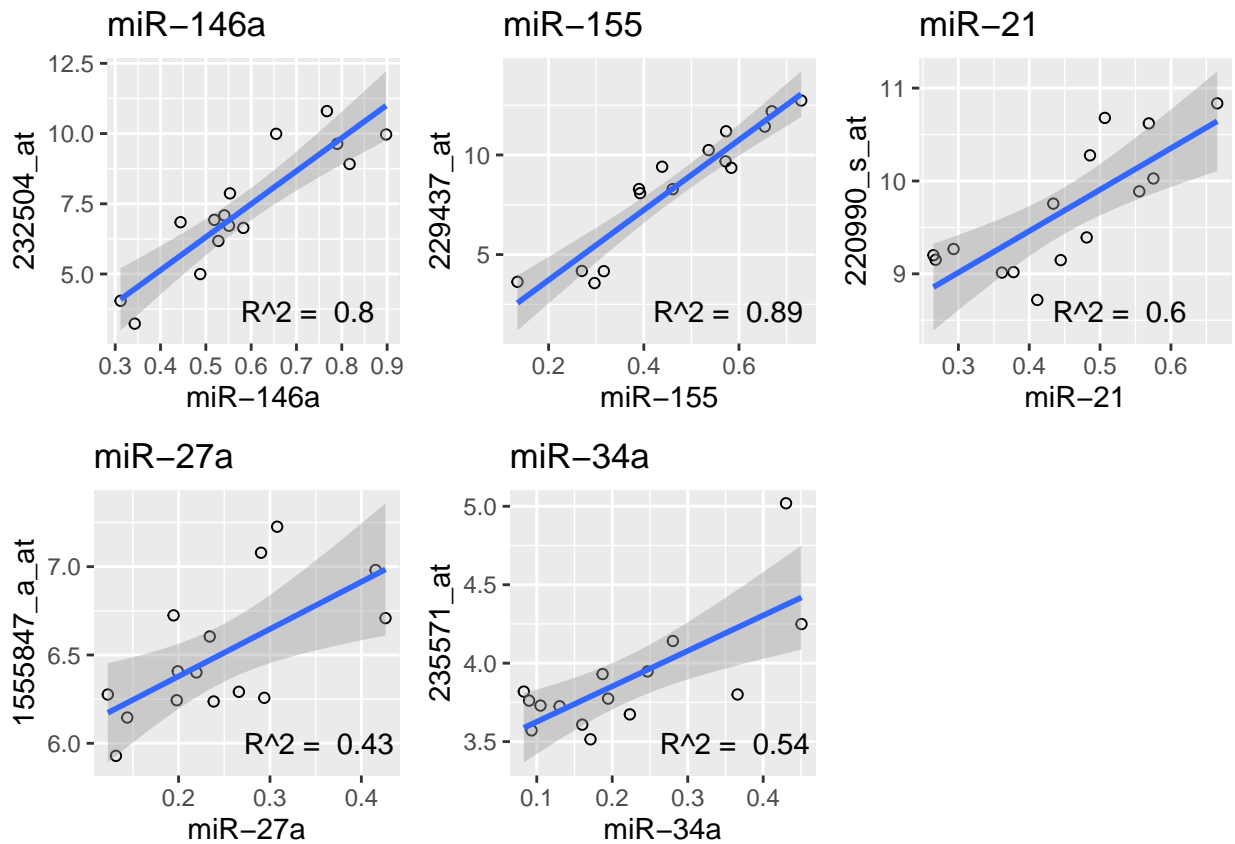 miR−146a
232504_at
12.5
10.0
7.5
5.0
R^2 = 0.8
0.3 0.4 0.5 0.6 0.7 0.8 0.9
miR−146a
miR−155
229437_at
10
5
R^2 = 0.89
0.2 0.4 0.6
miR−155
miR−21
220990_s_at
11
10
9
R^2 = 0.6
0.3 0.4 0.5 0.6
miR−21
miR−27a
1555847_a_at
7.0
6.5
6.0
R^2 = 0.43
0.2 0.3 0.4
miR−27a
miR−34a
235571_at
5.0
4.5
4.0
3.5
R^2 = 0.54
0.1 0.2 0.3 0.4
miR−34a